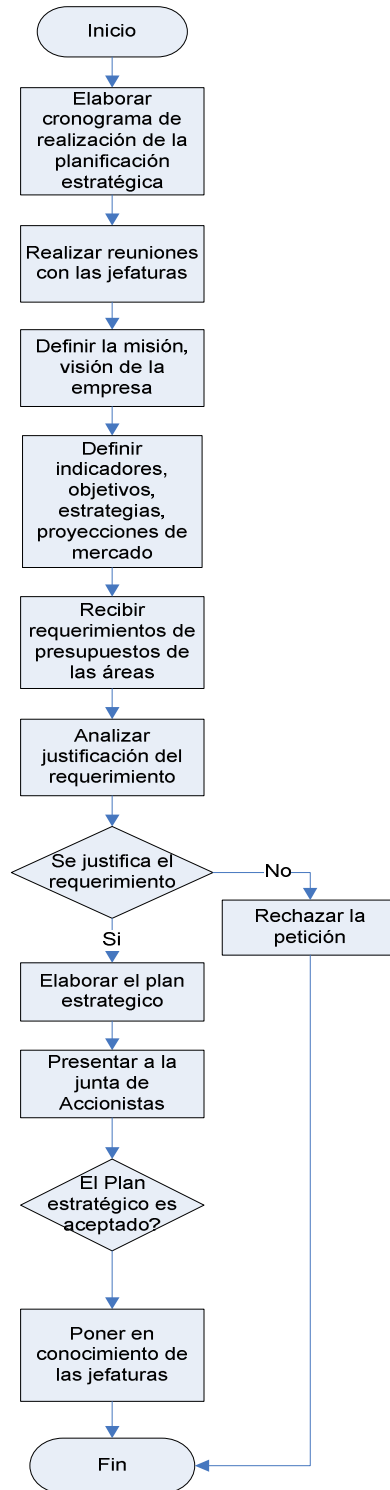 Inicio
Elaborar
cronograma de
realización de la
planificación
estratégica
Realizar reuniones
con las jefaturas
Definir la misión,
visión de la
empresa
Definir
indicadores,
objetivos,
estrategias,
proyecciones de
mercado
Recibir
requerimientos de
presupuestos de
las áreas
Analizar
justificación del
requerimiento
Se justifica el
requerimiento
No
Rechazar la
petición
Si
Elaborar el plan
estrategico
Presentar a la
junta de
Accionistas
El Plan
estratégico es
aceptado?
Poner en
conocimiento de
las jefaturas
Fin